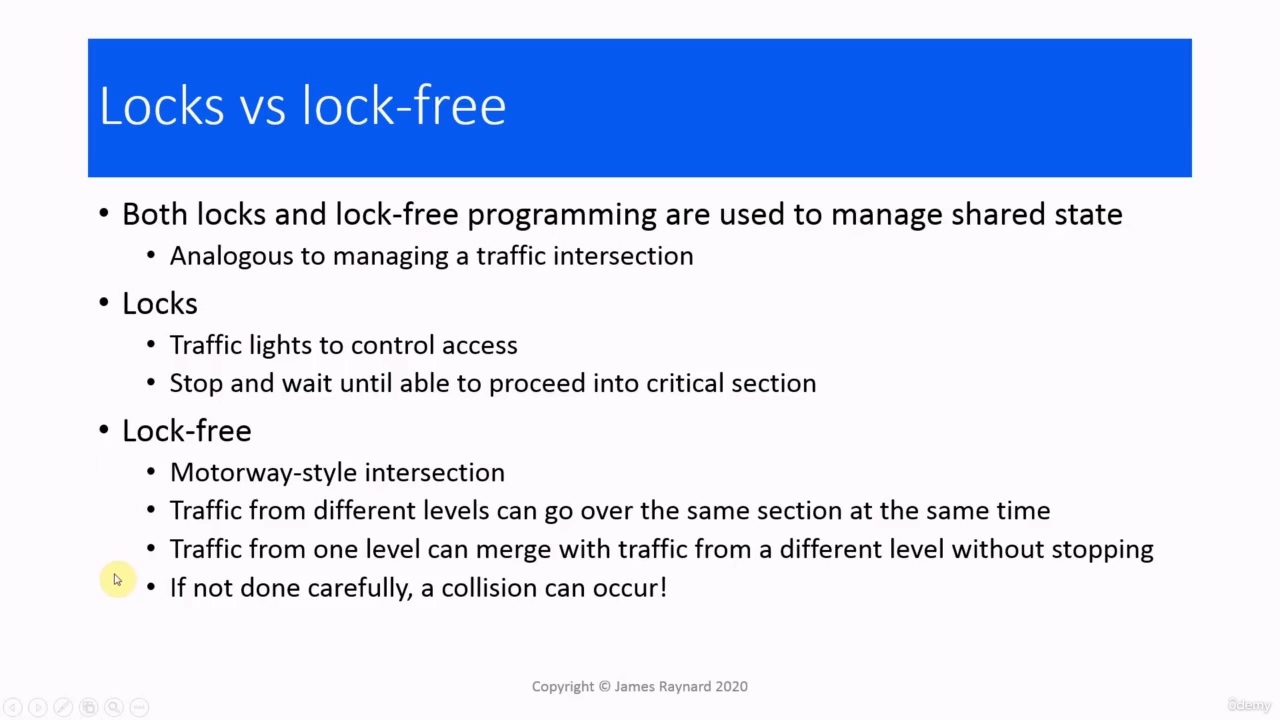 Locks vs lock-free
• Both locks and lock-free programming are used to manage shared state
• Analogous to managing a traffic intersection
• Locks
• Traffic lights to control access
• Stop and wait until able to proceed into critical section
• Lock-free
• Motorway-style intersection
• Traffic from different levels can go over the same section at the same time
• Traffic from one level can merge with traffic from a different level without stopping
• If not done carefully, a collision can occur!
Copyright © James Raynard 2020
ûdemy